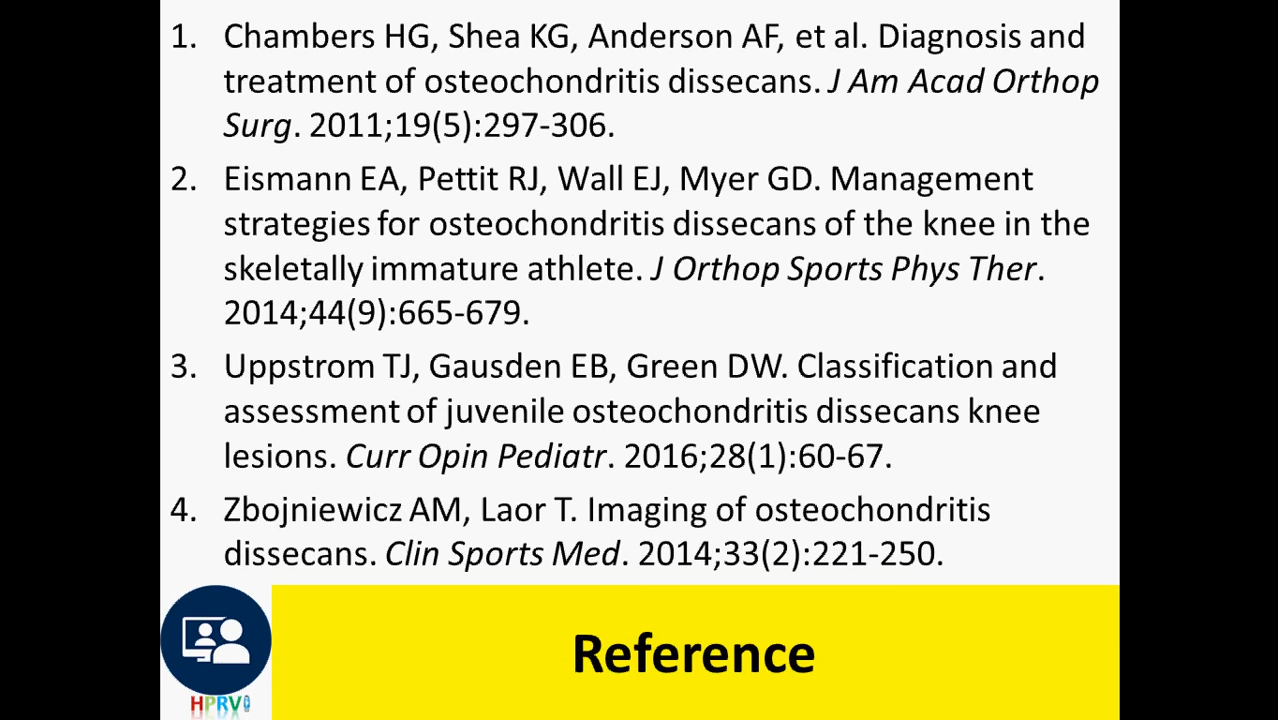 1. Chambers HG, Shea KG, Anderson AF, et al. Diagnosis and
treatment of osteochondritis dissecans. J Am Acad Orthop
Surg. 2011;19(5):297-306.
2. Eismann EA, Pettit RJ, Wall EJ, Myer GD. Management
strategies for osteochondritis dissecans of the knee in the
skeletally immature athlete. J Orthop Sports Phys Ther.
2014;44(9):665-679.
3. Uppstrom TJ, Gausden EB, Green DW. Classification and
assessment of juvenile osteochondritis dissecans knee
lesions. Curr Opin Pediatr. 2016;28(1):60-67.
4. Zbojniewicz AM, Laor T. Imaging of osteochondritis
dissecans. Clin Sports Med. 2014;33(2):221-250.
Reference
HPRV